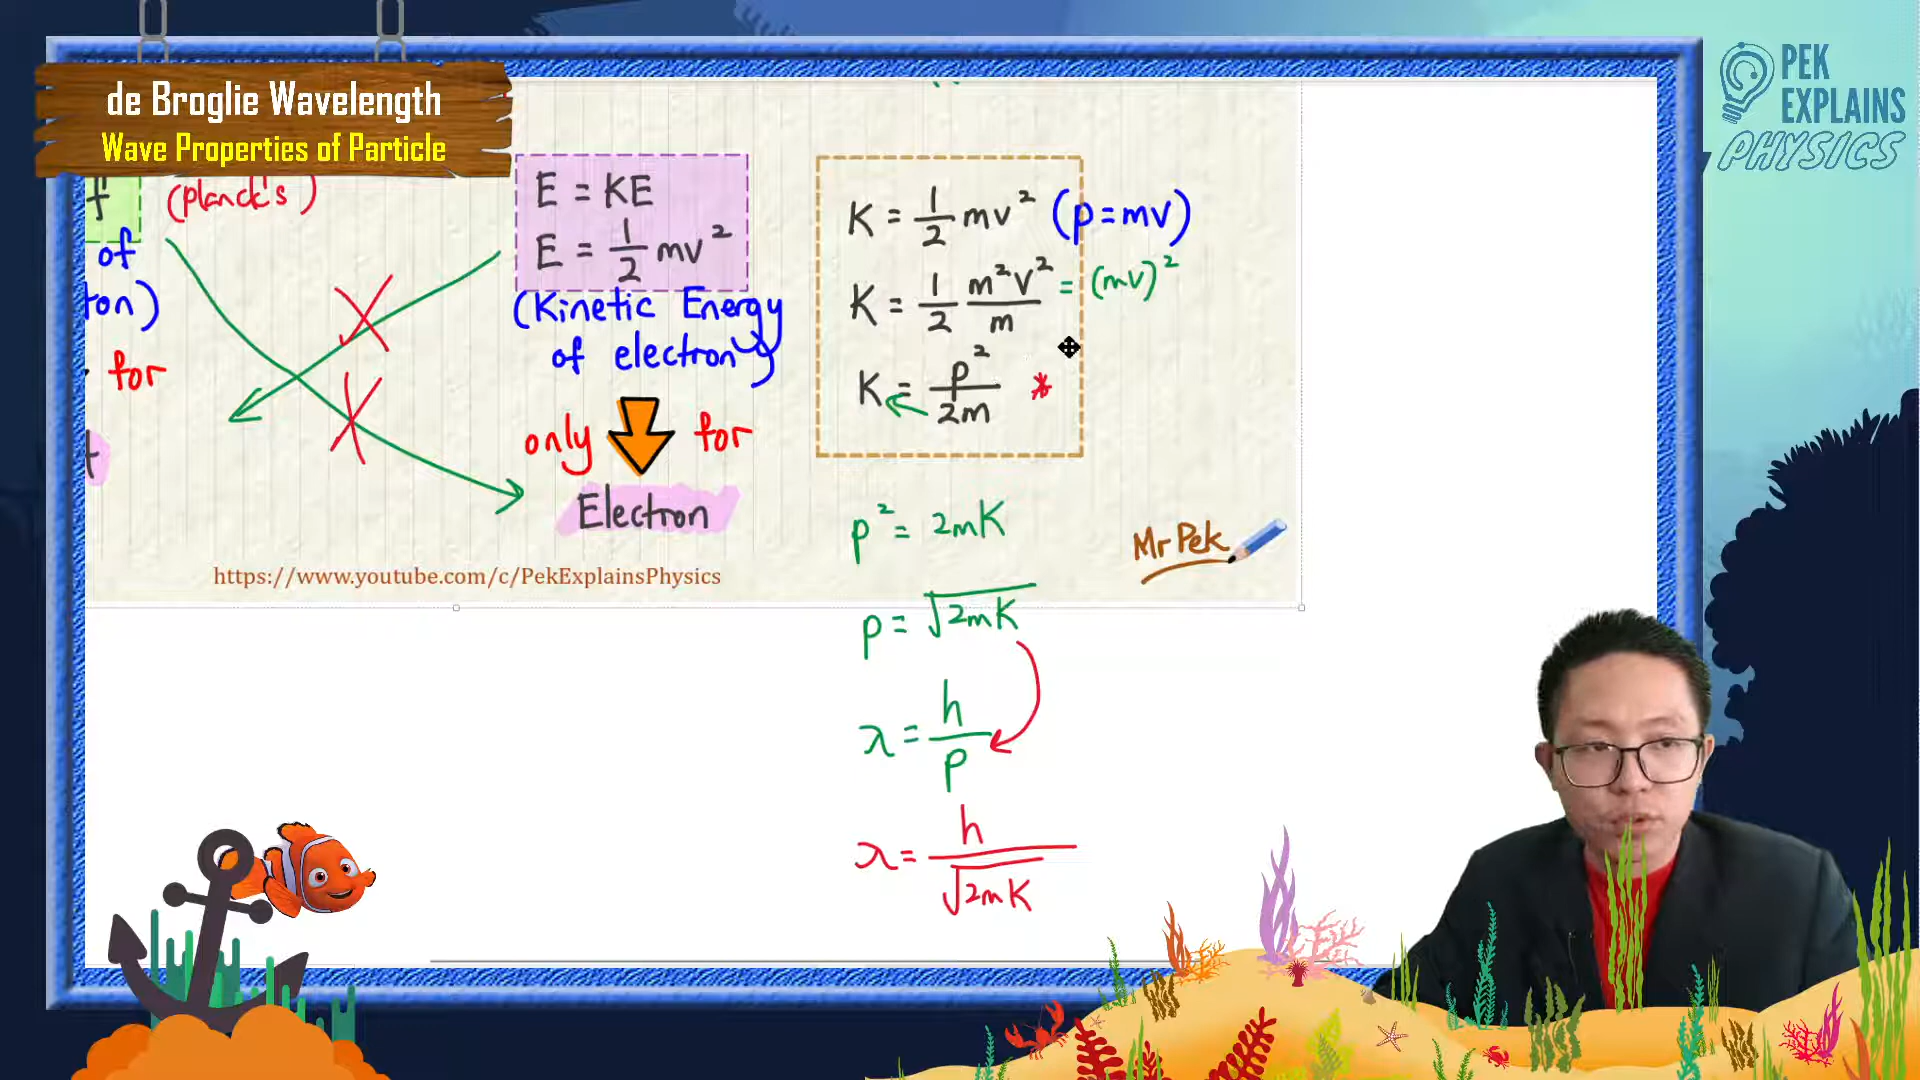 de Broglie Wavelength
Wave Properties of Particle
PEK
EXPLAINS
PHYSICS
f
(Planck's)
of
ton)
for
t
E = KE
E = 1/2 mv²
(Kinetic Energy
of electron)
only for
Electron
https://www.youtube.com/c/PekExplainsPhysics
K = 1/2 mv² (p=mv)
K = 1/2 m²v²/m = (mv)²
K = p²/2m *
p² = 2mK
p = √2mK
λ = h/p
λ = h/√2mK
Mr Pek